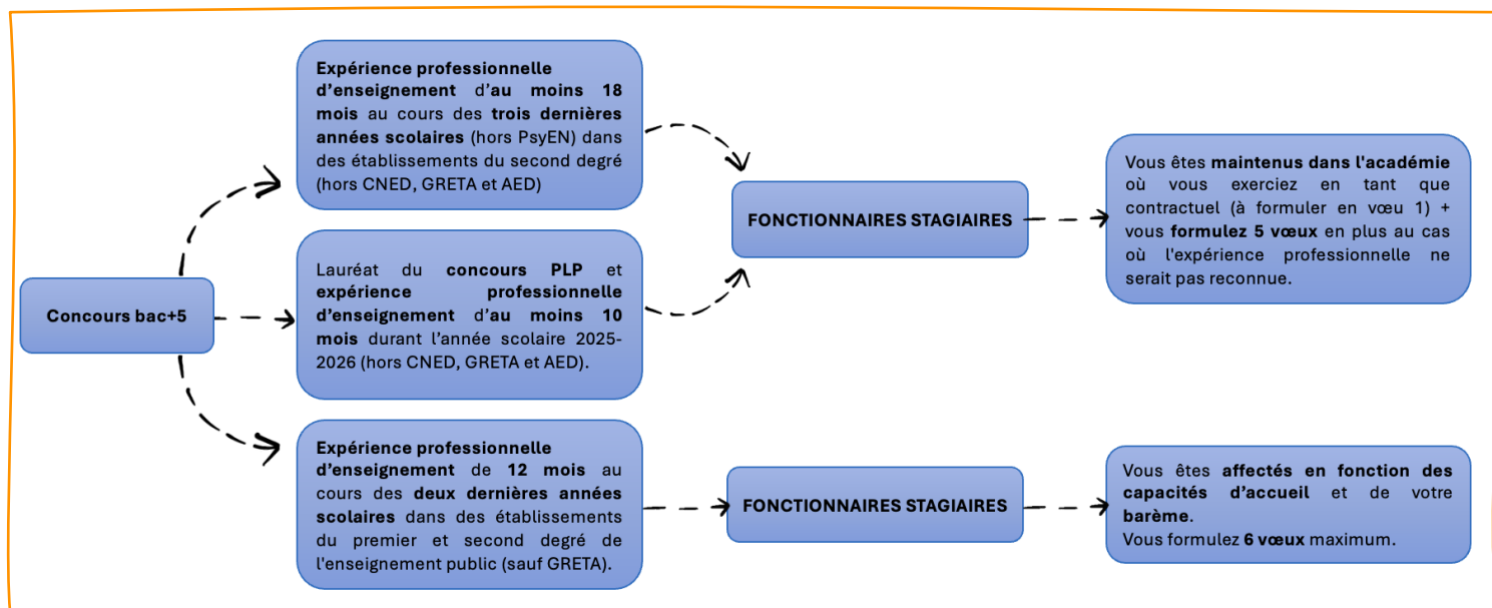 Expérience professionnelle
d'enseignement d'au moins 18
mois au cours des trois dernières
années scolaires (hors PsyEN) dans
des établissements du second degré
(hors CNED, GRETA et AED)
Vous êtes maintenus dans l'académie
où vous exerciez en tant que
contractuel (à formuler en vœu 1) +
vous formulez 5 vœux en plus au cas
où l'expérience professionnelle ne
serait pas reconnue.
FONCTIONNAIRES STAGIAIRES
Concours bac+5
Lauréat du concours PLP et
expérience professionnelle
d'enseignement d'au moins 10
mois durant l'année scolaire 2025-
2026 (hors CNED, GRETA et AED).
Expérience professionnelle
d'enseignement de 12 mois au
cours des deux dernières années
scolaires dans des établissements
du premier et second degré de
l'enseignement public (sauf GRETA).
FONCTIONNAIRES STAGIAIRES
Vous êtes affectés en fonction des
capacités d'accueil et de votre
barème.
Vous formulez 6 vœux maximum.